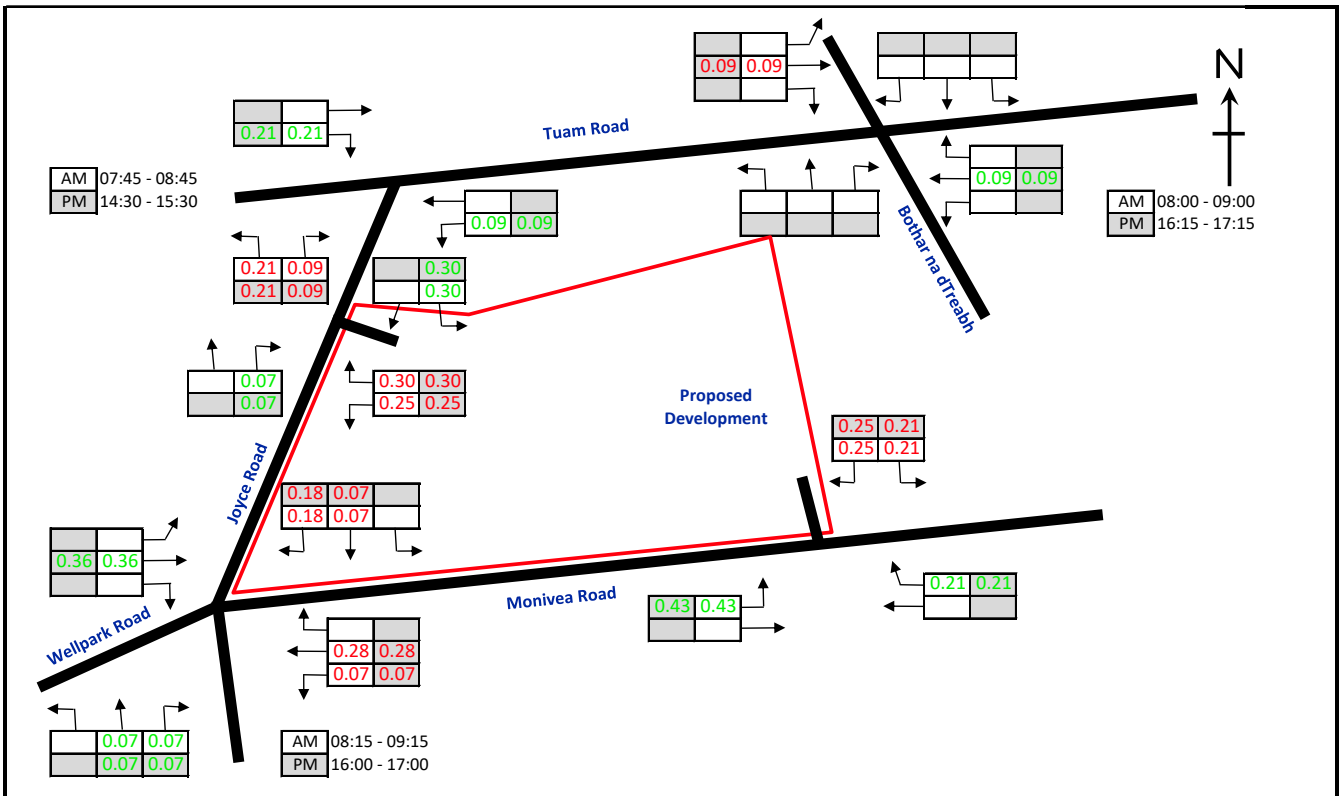 0.09 0.09
N
Tuam Road
0.21 0.21
AM 07:45 - 08:45
PM 14:30 - 15:30
0.09 0.09
AM 08:00 - 09:00
PM 16:15 - 17:15
0.09 0.09
Bothar na dTreabh
0.21 0.09
0.21 0.09
0.30
0.30
0.07
0.07
0.30 0.30
0.25 0.25
Proposed
Development
0.25 0.21
0.25 0.21
Joyce Road
0.18 0.07
0.18 0.07
0.36 0.36
Monivea Road
0.43 0.43
0.21 0.21
Wellpark Road
0.28 0.28
0.07 0.07
0.07 0.07
0.07 0.07
AM 08:15 - 09:15
PM 16:00 - 17:00